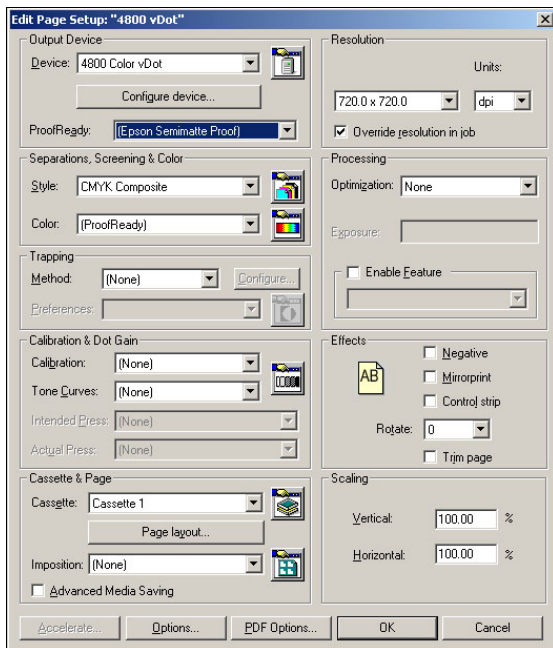 Edit Page Setup: "4800 vDot"
Output Device
Device: 4800 Color vDot
Configure device...
ProofReady: (Epson Semimatte Proof)
Separations, Screening & Color
Style: CMYK Composite
Color: (ProofReady)
Trapping
Method: (None) Configure...
Preferences:
Calibration & Dot Gain
Calibration: (None)
Tone Curves: (None)
Intended Press: (None)
Actual Press: (None)
Cassette & Page
Cassette: Cassette 1
Page layout...
Imposition: (None)
Advanced Media Saving
Resolution
Units:
720.0 x 720.0 dpi
Override resolution in job
Processing
Optimization: None
Exposure:
Enable Feature
Effects
AB
Negative
Mirrorprint
Control strip
Rotate: 0
Trim page
Scaling
Vertical: 100.00 %
Horizontal: 100.00 %
Accelerate... Options... PDF Options... OK Cancel